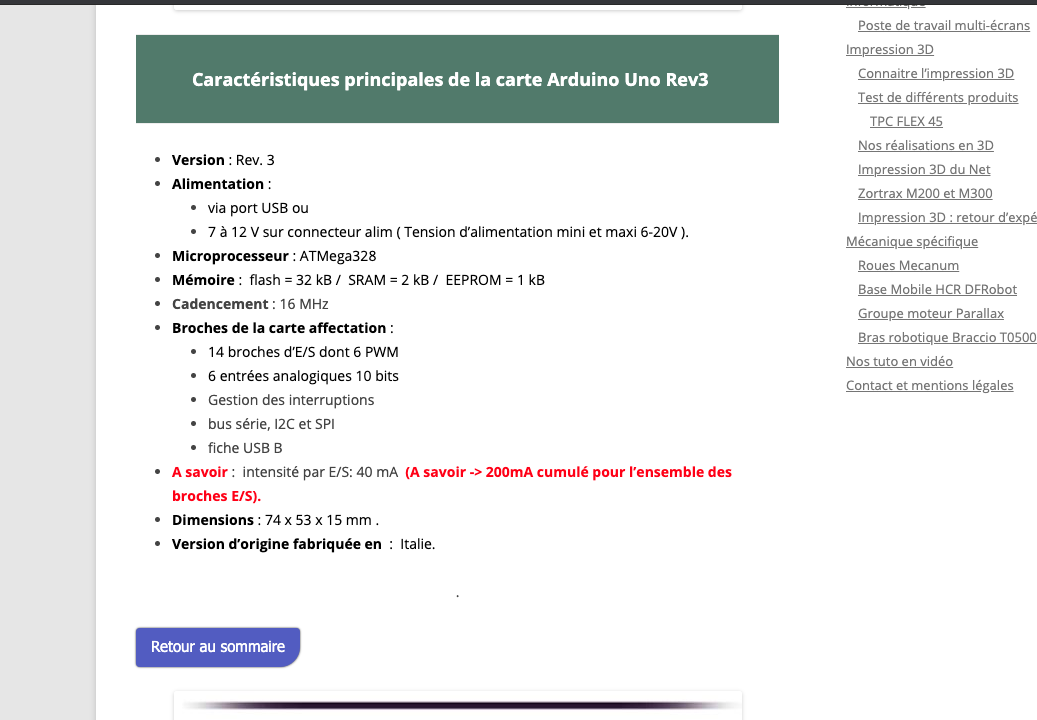 Caractéristiques principales de la carte Arduino Uno Rev3
Version : Rev. 3
Alimentation :
via port USB ou
7 à 12 V sur connecteur alim ( Tension d’alimentation mini et maxi 6-20V ).
Microprocesseur : ATMega328
Mémoire :  flash = 32 kB /  SRAM = 2 kB /  EEPROM = 1 kB
Cadencement : 16 MHz
Broches de la carte affectation :
14 broches d’E/S dont 6 PWM
6 entrées analogiques 10 bits
Gestion des interruptions
bus série, I2C et SPI
fiche USB B
A savoir :  intensité par E/S: 40 mA  (A savoir -> 200mA cumulé pour l’ensemble des
broches E/S).
Dimensions : 74 x 53 x 15 mm .
Version d’origine fabriquée en  :  Italie.
.
Retour au sommaire
Poste de travail multi-écrans
Impression 3D
Connaitre l’impression 3D
Test de différents produits
TPC FLEX 45
Nos réalisations en 3D
Impression 3D du Net
Zortrax M200 et M300
Impression 3D : retour d’expé
Mécanique spécifique
Roues Mecanum
Base Mobile HCR DFRobot
Groupe moteur Parallax
Bras robotique Braccio T0500
Nos tuto en vidéo
Contact et mentions légales